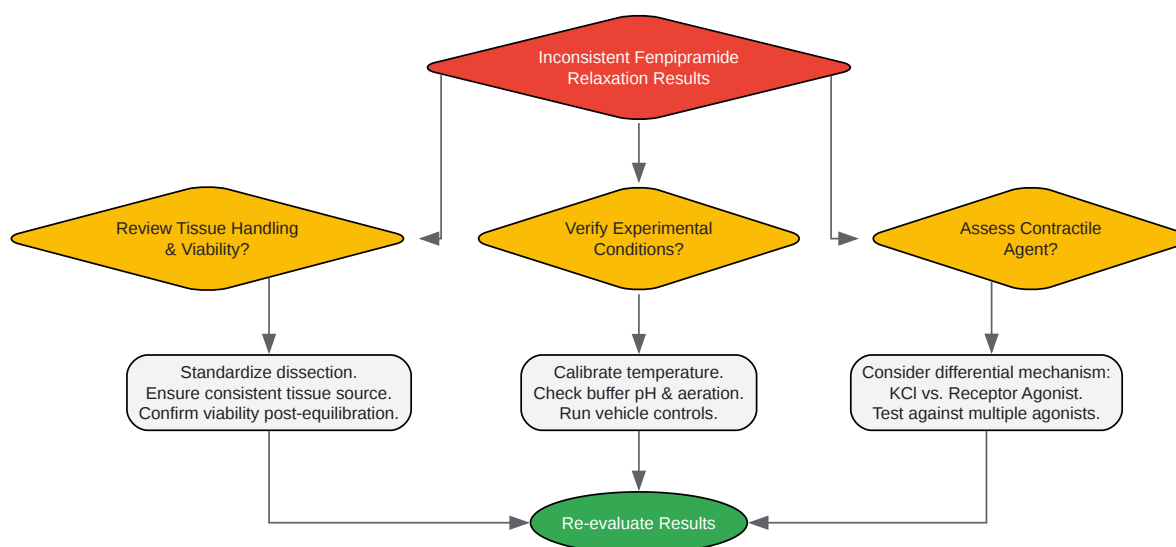 Inconsistent Fenpipramide
Relaxation Results
Review Tissue Handling
& Viability?
Verify Experimental
Conditions?
Assess Contractile
Agent?
Standardize dissection.
Ensure consistent tissue source.
Confirm viability post-equilibration.
Calibrate temperature.
Check buffer pH & aeration.
Run vehicle controls.
Consider differential mechanism:
KCl vs. Receptor Agonist.
Test against multiple agonists.
Re-evaluate Results